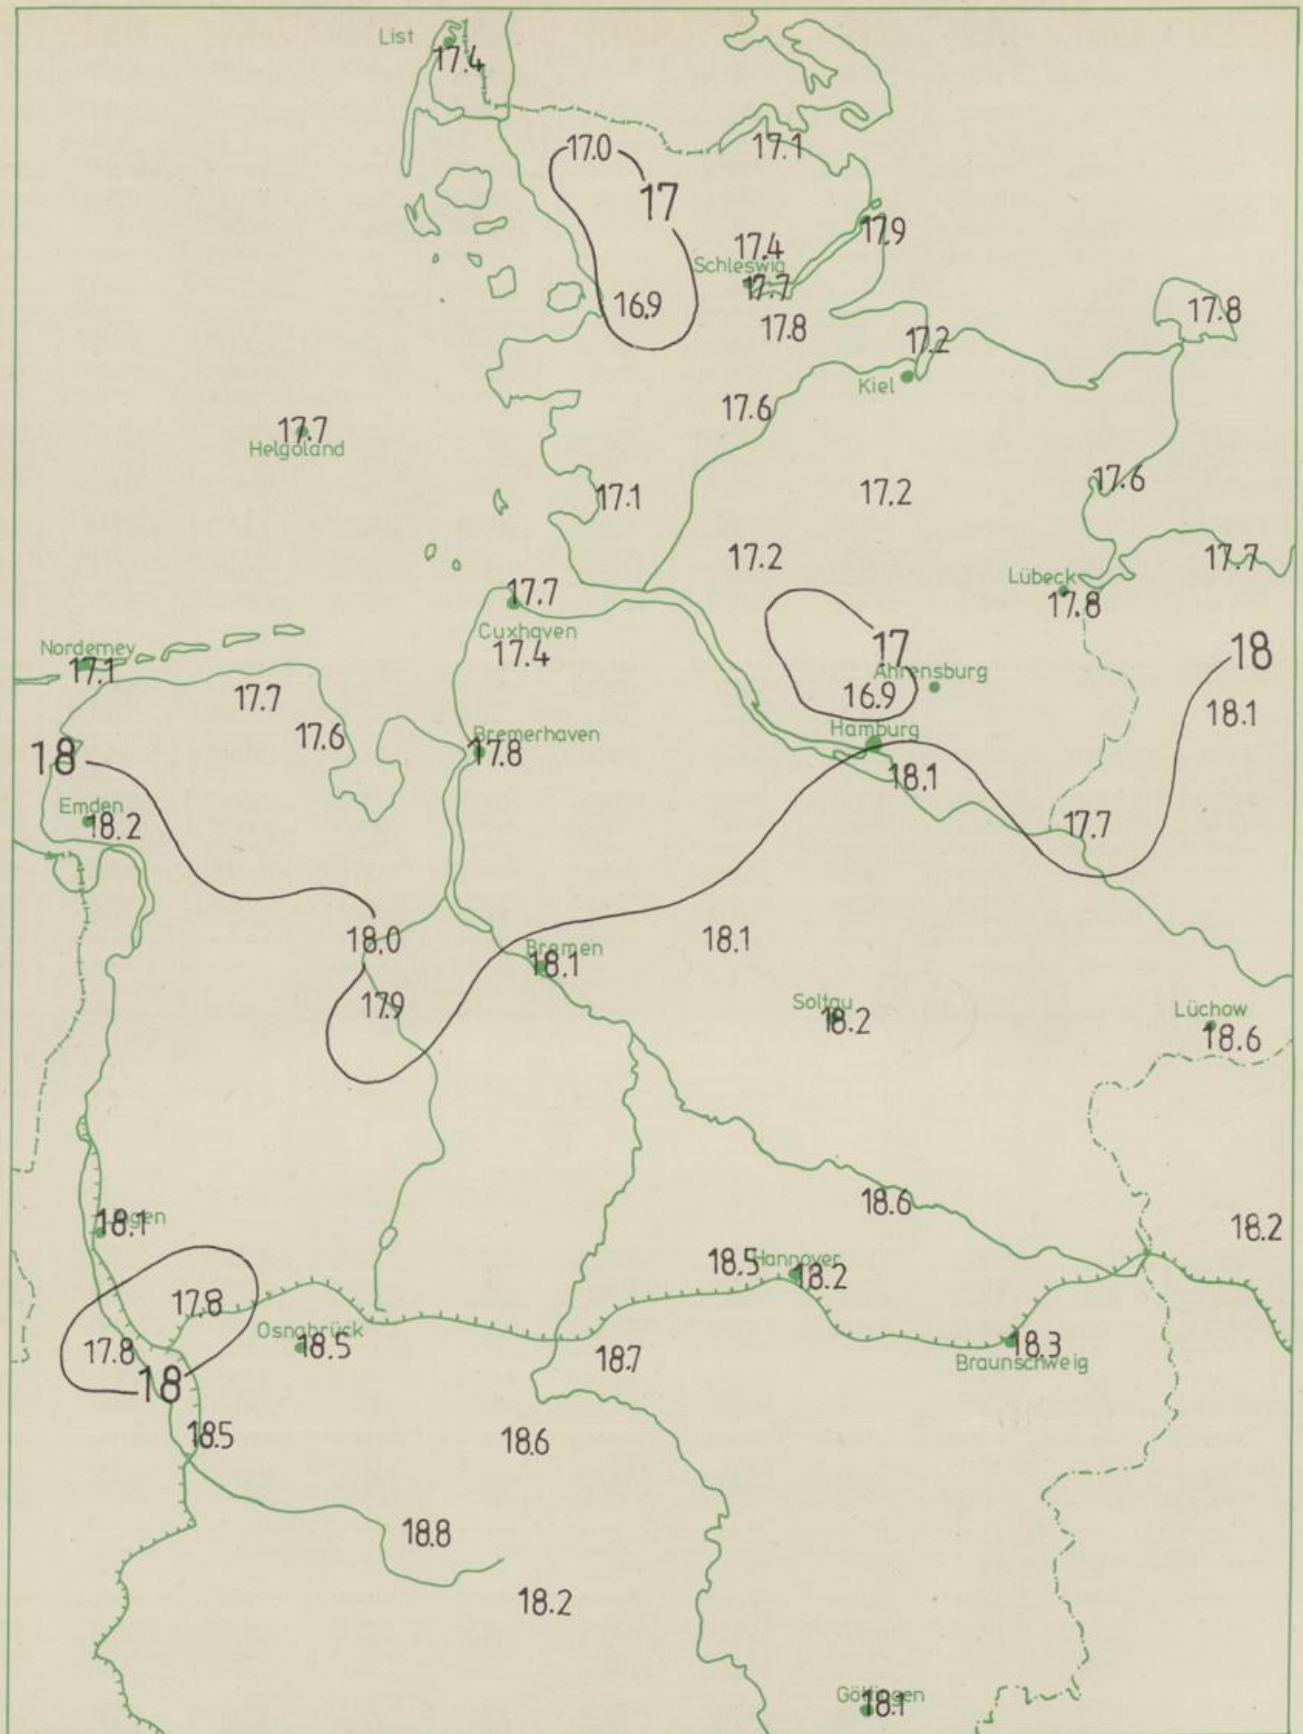 List
17.4
17.0
17.1
17
17.9
17.4
Schleswig
17.7
16.9
17.8
17.8
17.2
Kiel
17.6
17.7
Helgoland
17.6
17.1
17.2
17.2
17.7
Lübeck
17.8
17.7
Cuxhaven
17.4
Norderney
17.1
17
18
Ahrensburg
16.9
17.7
18.1
17.6
Hamburg
Bremerhaven
17.8
18
18.1
Emden
18.2
17.7
18.0
18.1
Bremen
18.1
17.9
Soltau
18.2
Lüchow
18.6
18.6
Lingen
18.1
18.2
18.5
Hannover
18.2
17.8
Osnabrück
18.5
17.8
18.7
18.3
Braunschweig
18
18.5
18.6
18.8
18.2
Göttingen
18.1